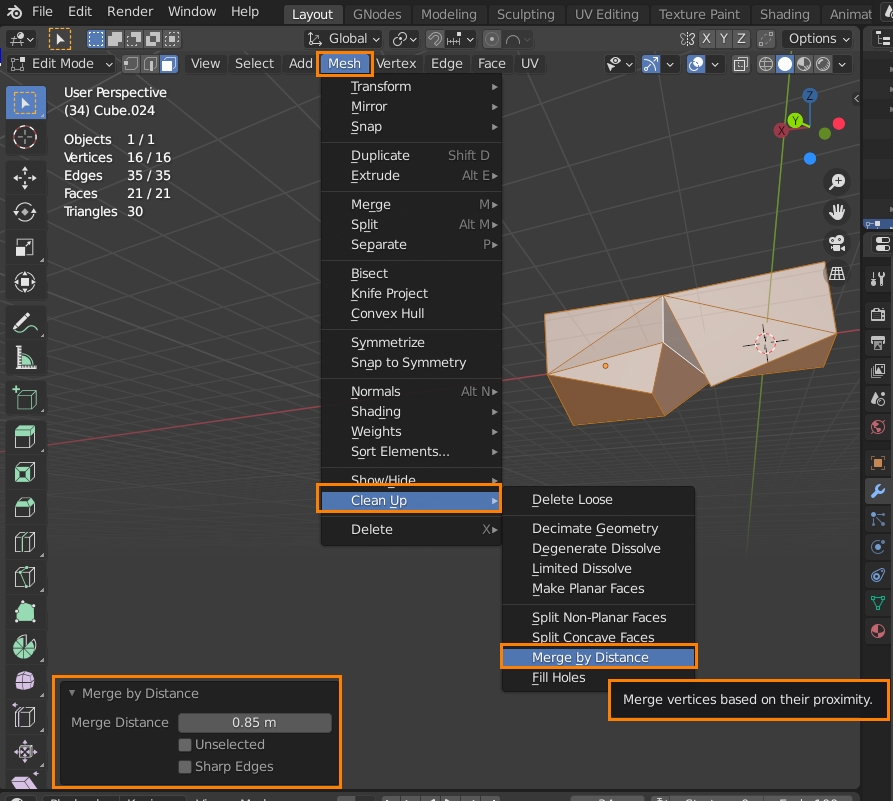 File Edit Render Window Help Layout GNodes Modeling Sculpting UV Editing Texture Paint Shading Animat
Global X Y Z Options
Edit Mode View Select Add Mesh Vertex Edge Face UV
User Perspective
(34) Cube.024
Objects 1 / 1
Vertices 16 / 16
Edges 35 / 35
Faces 21 / 21
Triangles 30
Transform
Mirror
Snap
Duplicate Shift D
Extrude Alt E
Merge M
Split Alt M
Separate P
Bisect
Knife Project
Convex Hull
Symmetrize
Snap to Symmetry
Normals Alt N
Shading
Weights
Sort Elements...
Show/Hide
Clean Up
Delete X
Z
Y
X
Delete Loose
Decimate Geometry
Degenerate Dissolve
Limited Dissolve
Make Planar Faces
Split Non-Planar Faces
Split Concave Faces
Merge by Distance
Fill Holes
Merge vertices based on their proximity.
Merge by Distance
Merge Distance 0.85 m
Unselected
Sharp Edges